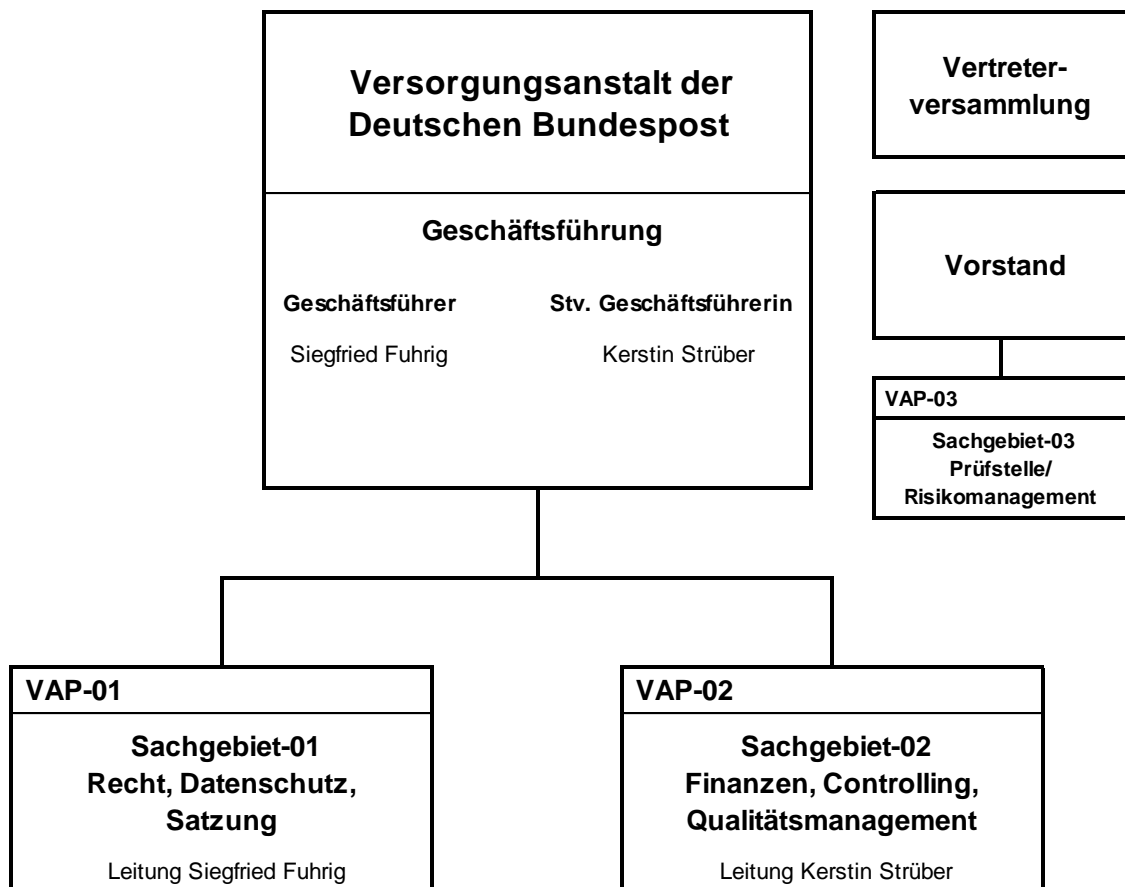 Versorgungsanstalt der
Deutschen Bundespost
Geschäftsführung
Geschäftsführer
Stv. Geschäftsführerin
Siegfried Fuhrig
Kerstin Strüber
Vertreter-
versammlung
Vorstand
VAP-03
Sachgebiet-03
Prüfstelle/
Risikomanagement
VAP-01
Sachgebiet-01
Recht, Datenschutz,
Satzung
Leitung Siegfried Fuhrig
VAP-02
Sachgebiet-02
Finanzen, Controlling,
Qualitätsmanagement
Leitung Kerstin Strüber